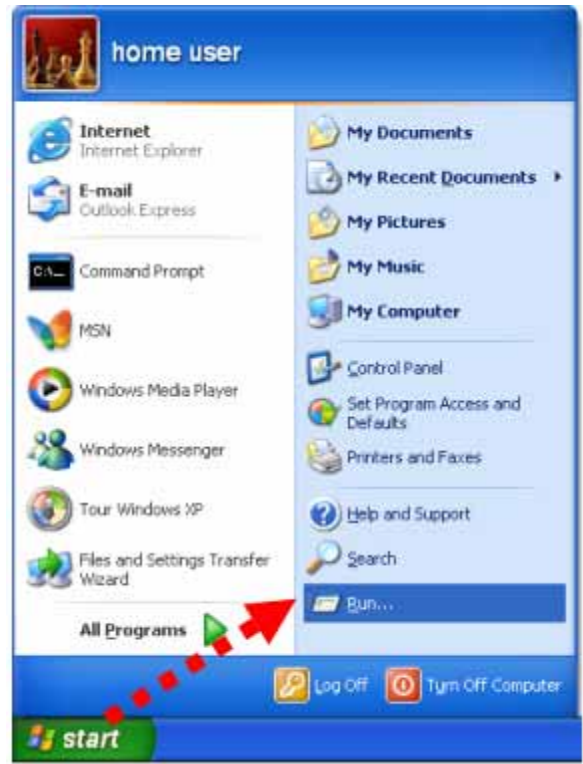 home user
Internet
Internet Explorer
E-mail
Outlook Express
C:\_
Command Prompt
MSN
Windows Media Player
Windows Messenger
Tour Windows XP
Files and Settings Transfer
Wizard
All Programs
My Documents
My Recent Documents
My Pictures
My Music
My Computer
Control Panel
Set Program Access and
Defaults
Printers and Faxes
Help and Support
Search
Run...
Log Off
Turn Off Computer
start